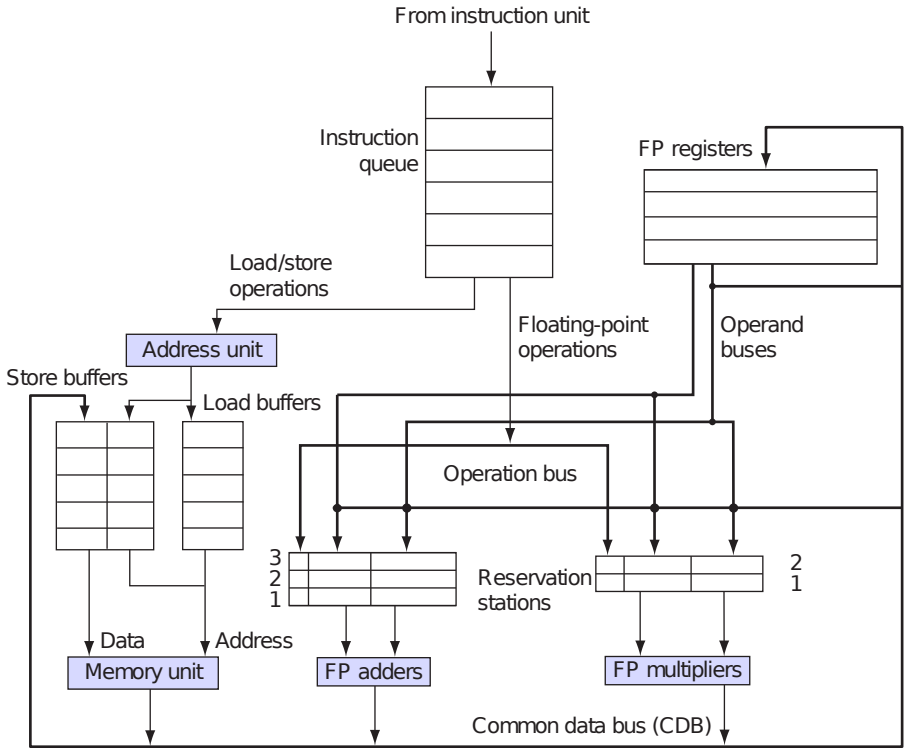 From instruction unit
Instruction
queue
FP registers
Load/store
operations
Floating-point
operations
Operand
buses
Address unit
Store buffers
Load buffers
Operation bus
3
2
1
Reservation
stations
2
1
Data
Address
Memory unit
FP adders
FP multipliers
Common data bus (CDB)